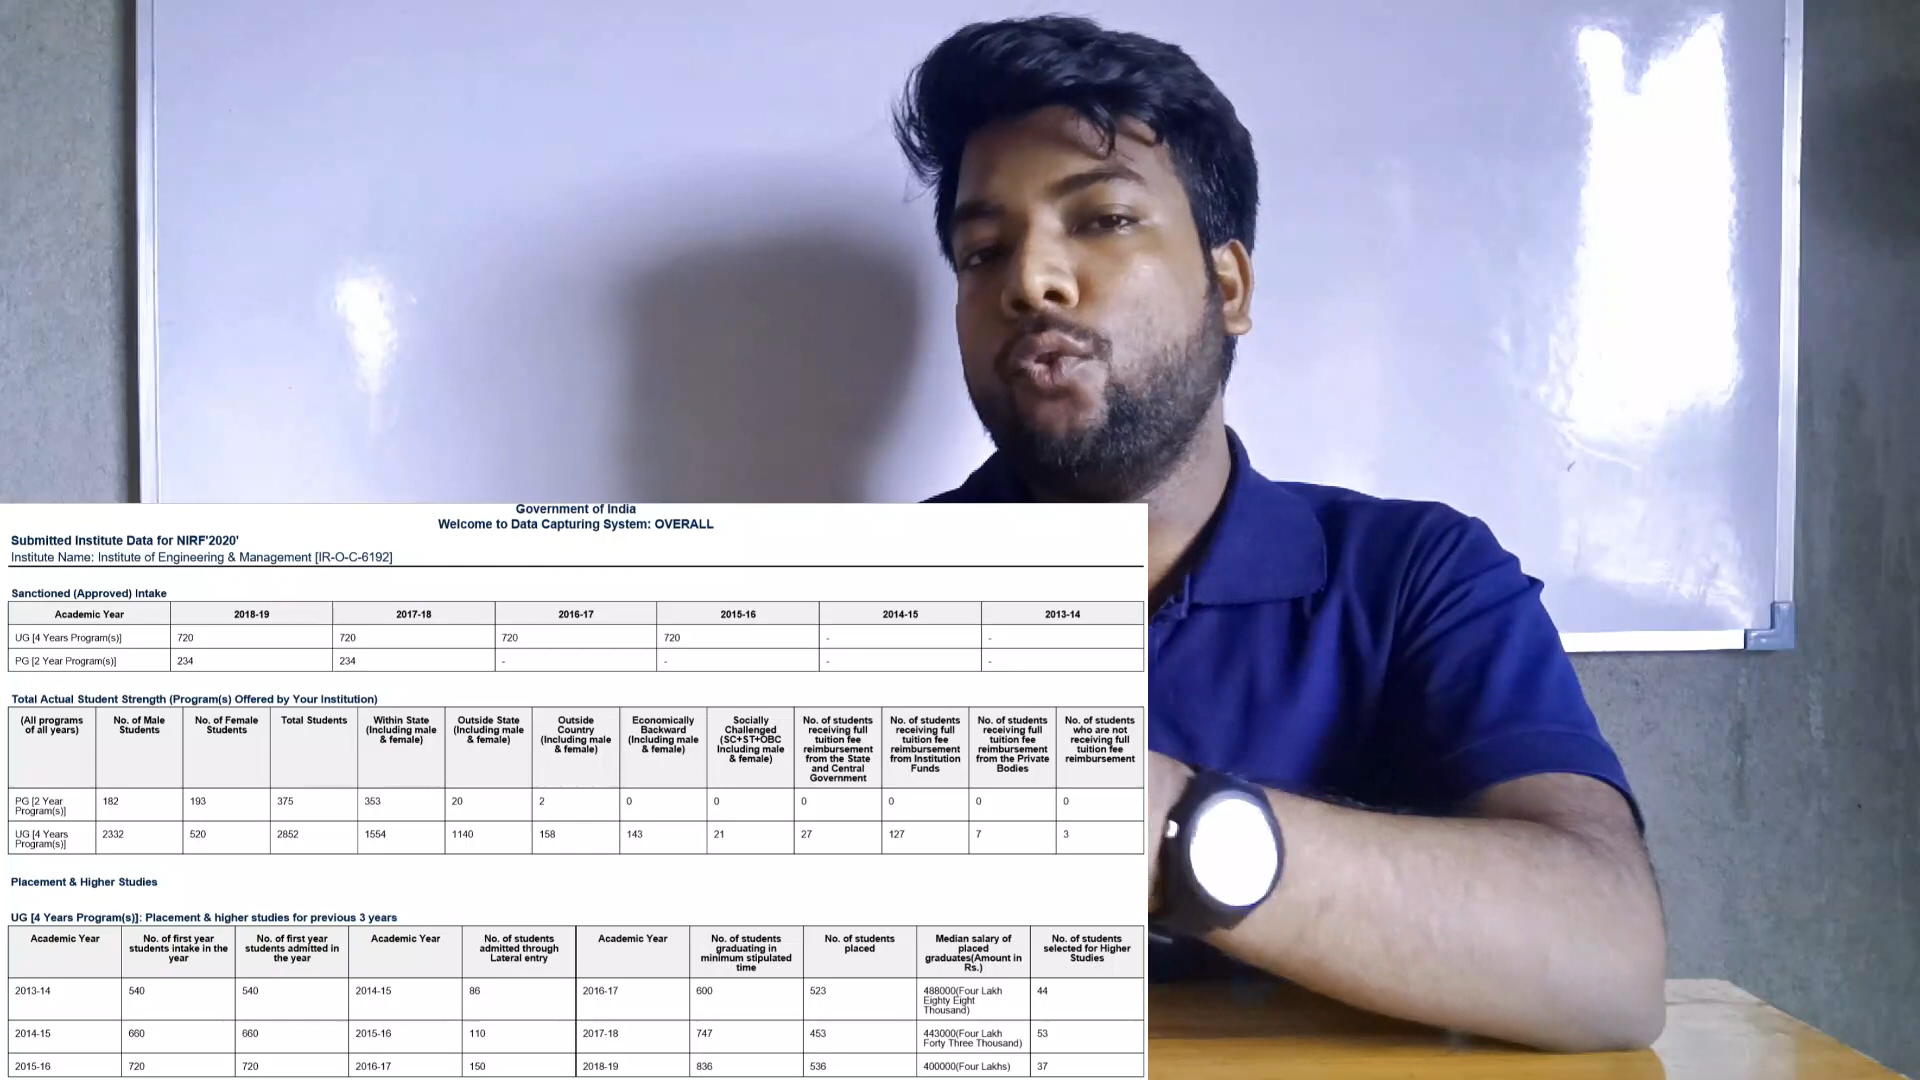 Government of India
Welcome to Data Capturing System: OVERALL
Submitted Institute Data for NIRF'2020'
Institute Name: Institute of Engineering & Management [IR-O-C-6192]
Sanctioned (Approved) Intake
Academic Year 2018-19 2017-18 2016-17 2015-16 2014-15 2013-14
UG [4 Years Program(s)] 720 720 720 720 - -
PG [2 Year Program(s)] 234 234 - - - -
Total Actual Student Strength (Program(s) Offered by Your Institution)
(All programs of all years) No. of Male Students No. of Female Students Total Students Within State (Including male & female) Outside State (Including male & female) Outside Country (Including male & female) Economically Backward (Including male & female) Socially Challenged (SC+ST+OBC Including male & female) No. of students receiving full tuition fee reimbursement from the State and Central Government No. of students receiving full tuition fee reimbursement from Institution Funds No. of students receiving full tuition fee reimbursement from the Private Bodies No. of students who are not receiving full tuition fee reimbursement
PG [2 Year Program(s)] 182 193 375 353 20 2 0 0 0 0 0 0
UG [4 Years Program(s)] 2332 520 2852 1554 1140 158 143 21 27 127 7 3
Placement & Higher Studies
UG [4 Years Program(s)]: Placement & higher studies for previous 3 years
Academic Year No. of first year students intake in the year No. of first year students admitted in the year Academic Year No. of students admitted through Lateral entry Academic Year No. of students graduating in minimum stipulated time No. of students placed Median salary of placed graduates(Amount in Rs.) No. of students selected for Higher Studies
2013-14 540 540 2014-15 86 2016-17 600 523 488000(Four Lakh Eighty Eight Thousand) 44
2014-15 660 660 2015-16 110 2017-18 747 453 443000(Four Lakh Forty Three Thousand) 53
2015-16 720 720 2016-17 150 2018-19 836 536 400000(Four Lakhs) 37